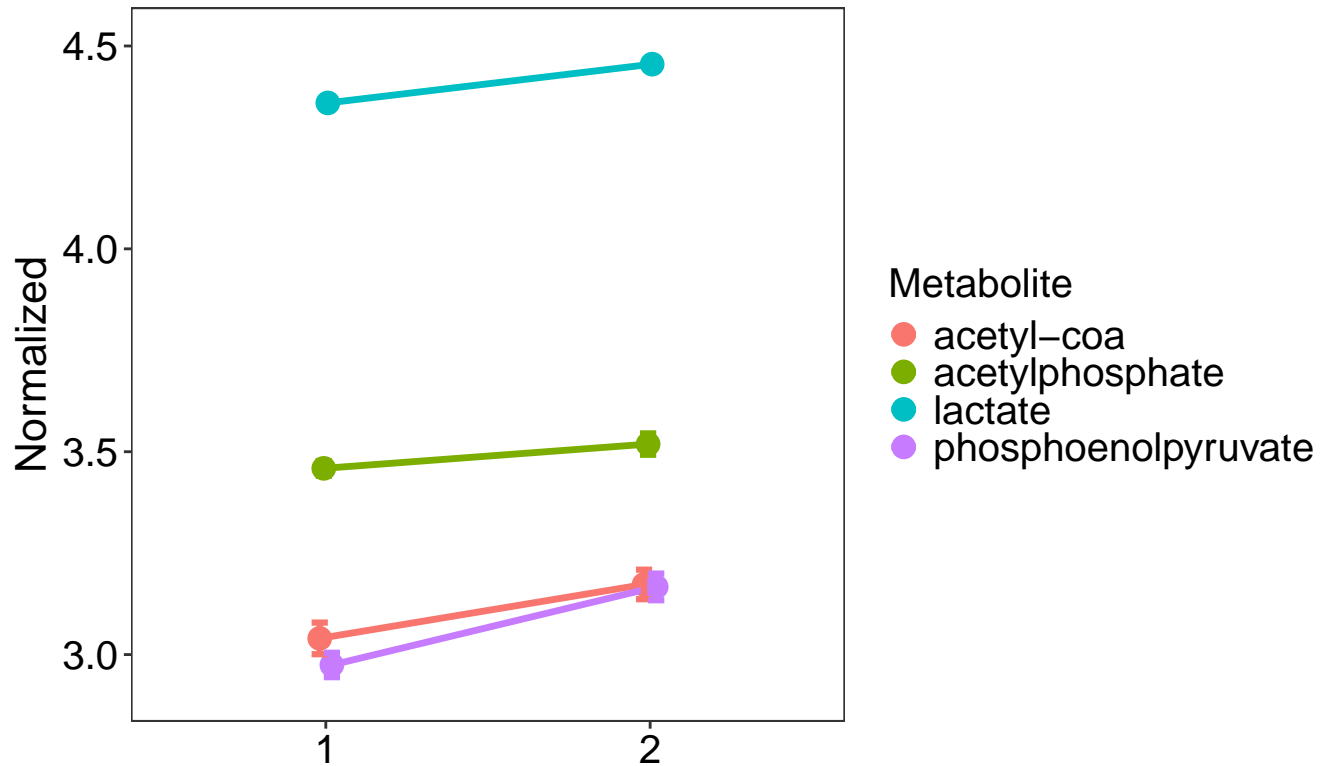 4.5
4.0
3.5
3.0
Normalized
1
2
Metabolite
acetyl−coa
acetylphosphate
lactate
phosphoenolpyruvate